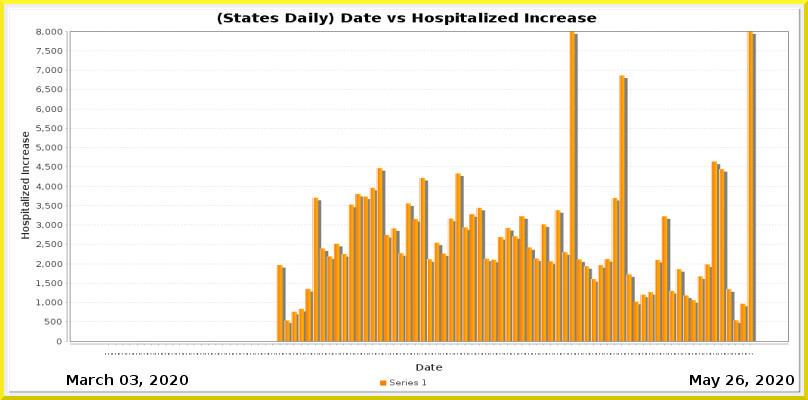 (States Daily) Date vs Hospitalized Increase
8,000
7,500
7,000
6,500
6,000
5,500
5,000
4,500
4,000
3,500
3,000
2,500
2,000
1,500
1,000
500
0
Hospitalized Increase
Date
March 03, 2020
Series 1
May 26, 2020